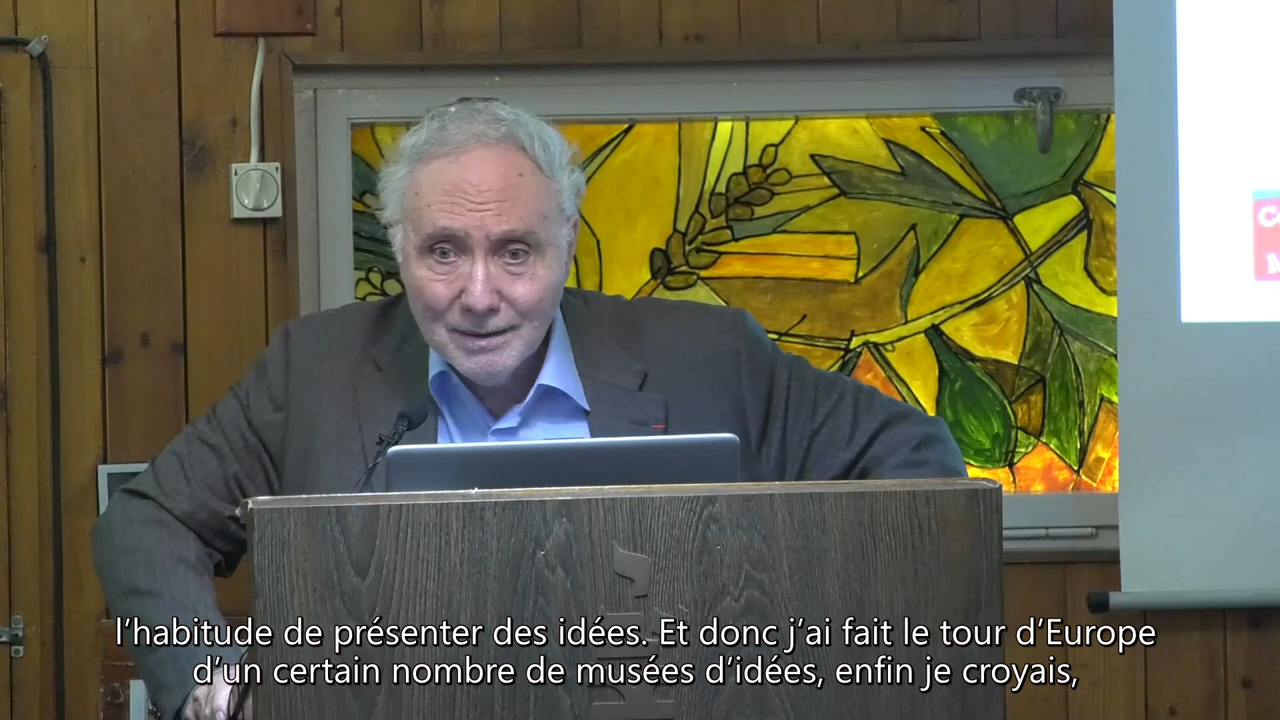 l’habitude de présenter des idées. Et donc j’ai fait le tour d’Europe
d’un certain nombre de musées d’idées, enfin je croyais,